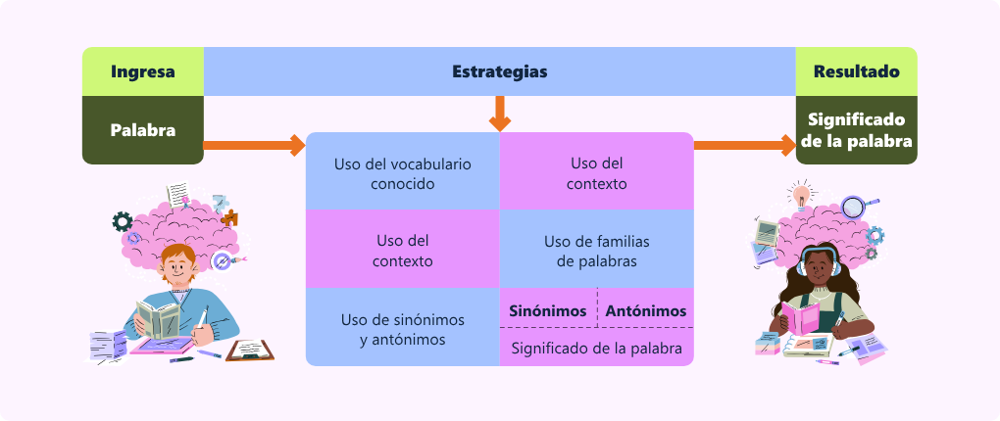 Ingresa
Estrategias
Resultado
Palabra
Significado
de la palabra
Uso del vocabulario
conocido
Uso del
contexto
Uso del
contexto
Uso de familias
de palabras
Uso de sinónimos
y antónimos
Sinónimos
Antónimos
Significado de la palabra